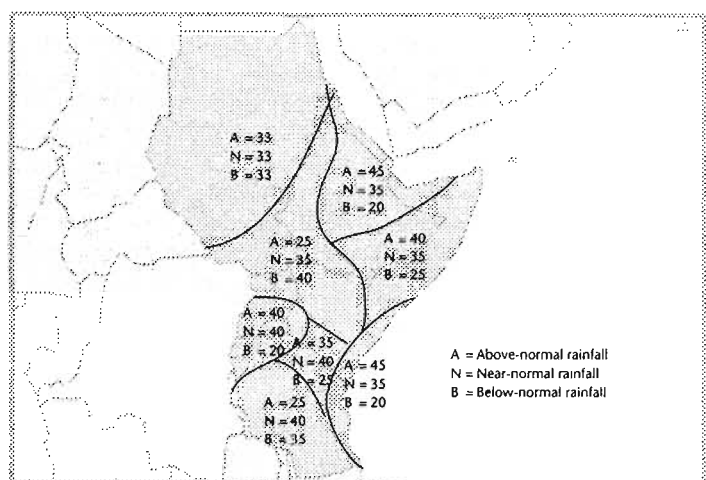 A = 33
N = 33
B = 33
A = 45
N = 35
B = 20
A = 25
N = 35
B = 40
A = 40
N = 35
B = 25
A = 40
N = 40
B = 20
A = 35
N = 40
B = 25
A = 45
N = 35
B = 20
A = 25
N = 40
B = 35
A = Above-normal rainfall
N = Near-normal rainfall
B = Below-normal rainfall